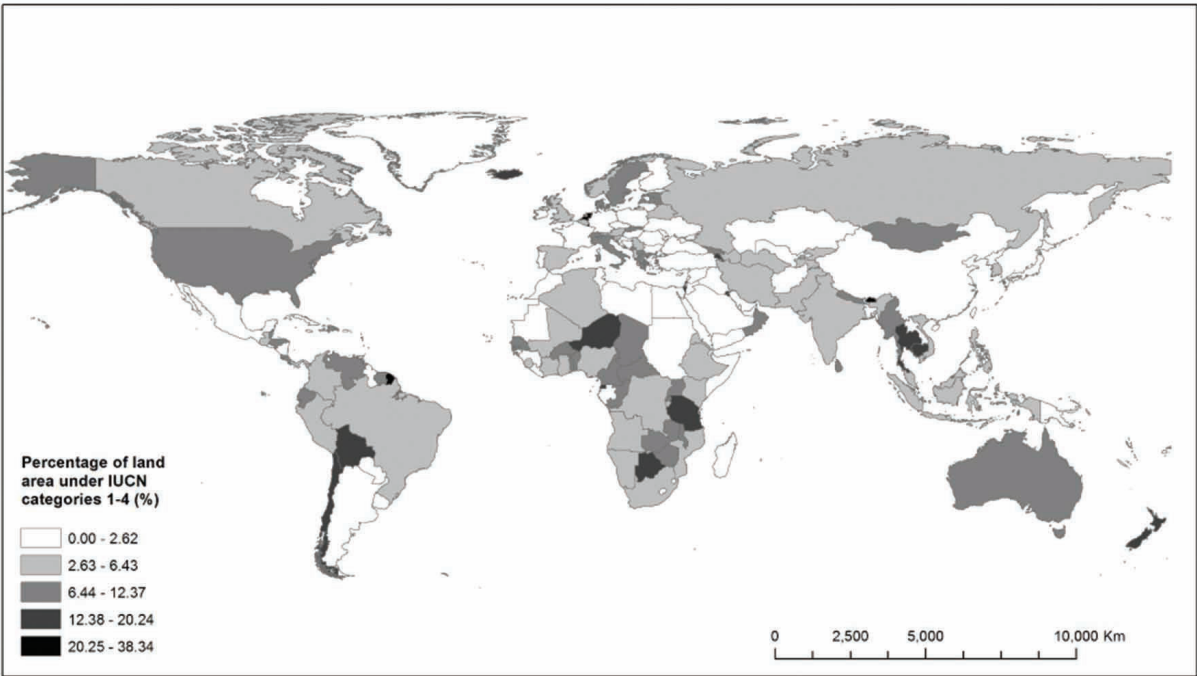 Percentage of land
area under IUCN
categories 1-4 (%)
0.00 - 2.62
2.63 - 6.43
6.44 - 12.37
12.38 - 20.24
20.25 - 38.34
0 2,500 5,000 10,000 Km